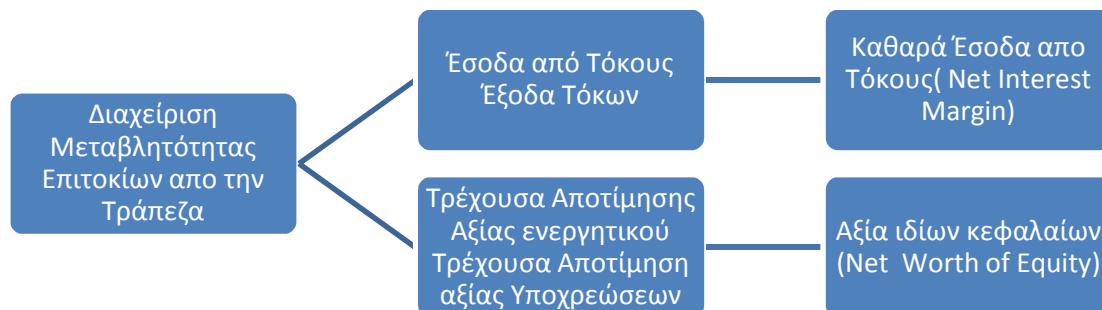 Διαχείριση
Μεταβλητότητας
Επιτοκίων απο την
Τράπεζα
Έσοδα από Τόκους
Έξοδα Τόκων
Καθαρά Έσοδα απο
Τόκους( Net Interest
Margin)
Τρέχουσα Αποτίμησης
Αξίας ενεργητικού
Τρέχουσα Αποτίμηση
αξίας Υποχρεώσεων
Αξία ιδίων κεφαλαίων
(Net Worth of Equity)